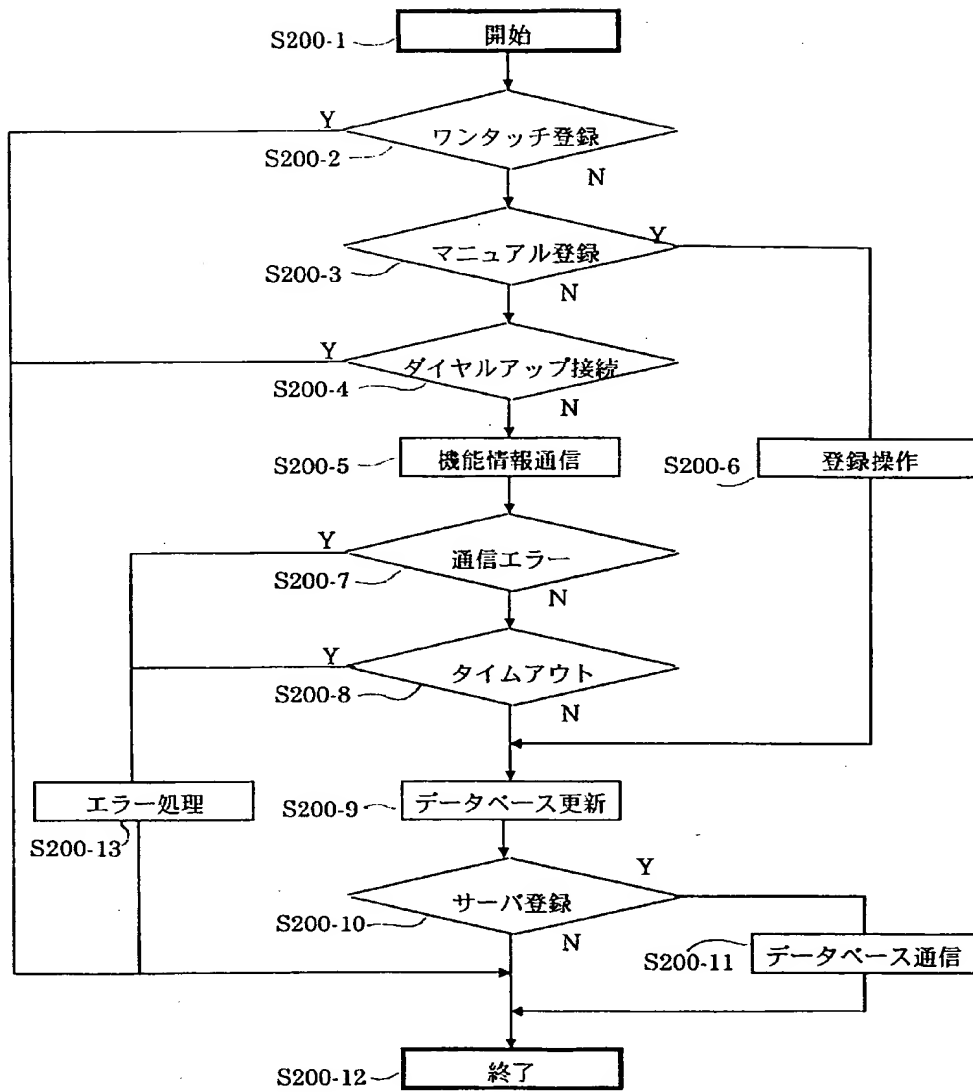 S200-1
開始
Y
ワンタッチ登録
S200-2
N
Y
マニュアル登録
S200-3
N
Y
ダイヤルアップ接続
S200-4
N
S200-5
機能情報通信
S200-6
登録操作
Y
通信エラー
S200-7
N
Y
タイムアウト
S200-8
N
エラー処理
S200-13
S200-9
データベース更新
Y
サーバ登録
S200-10
N
S200-11
データベース通信
S200-12
終了